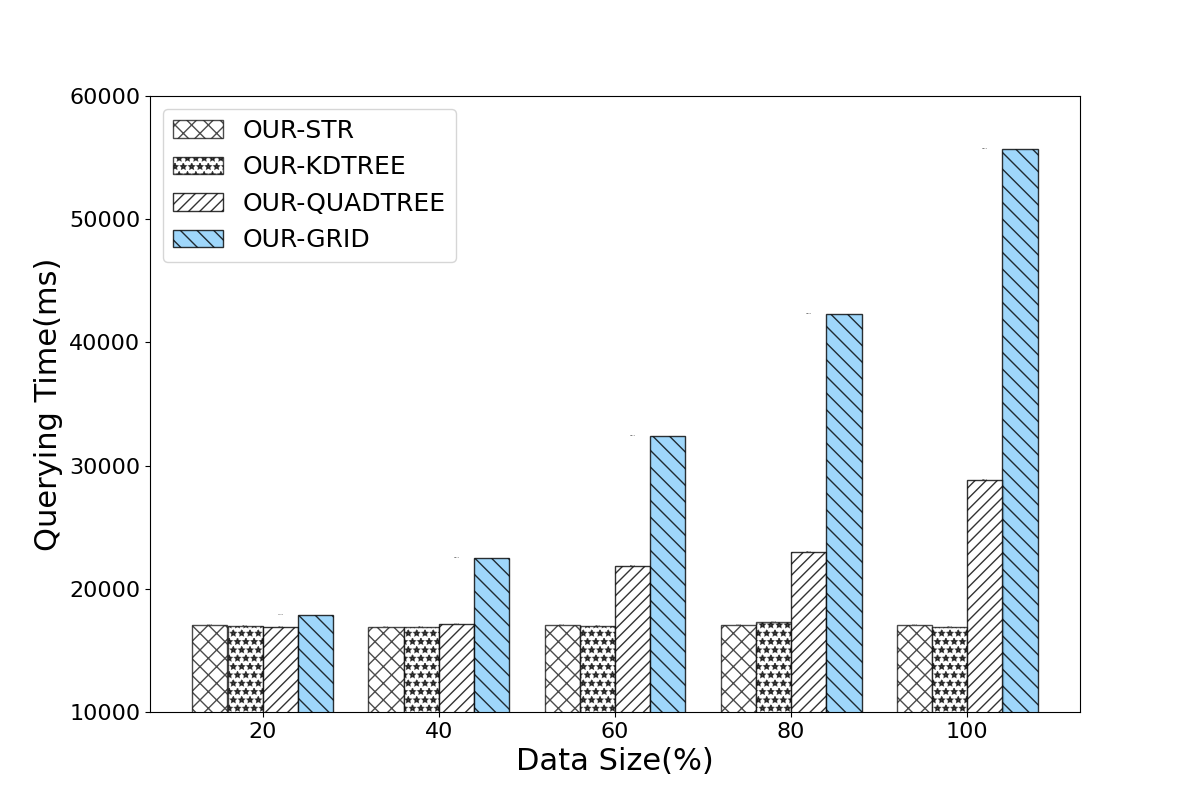 60000
50000
40000
30000
20000
10000
Querying Time(ms)
OUR-STR
OUR-KDTREE
OUR-QUADTREE
OUR-GRID
20 40 60 80 100
Data Size(%)